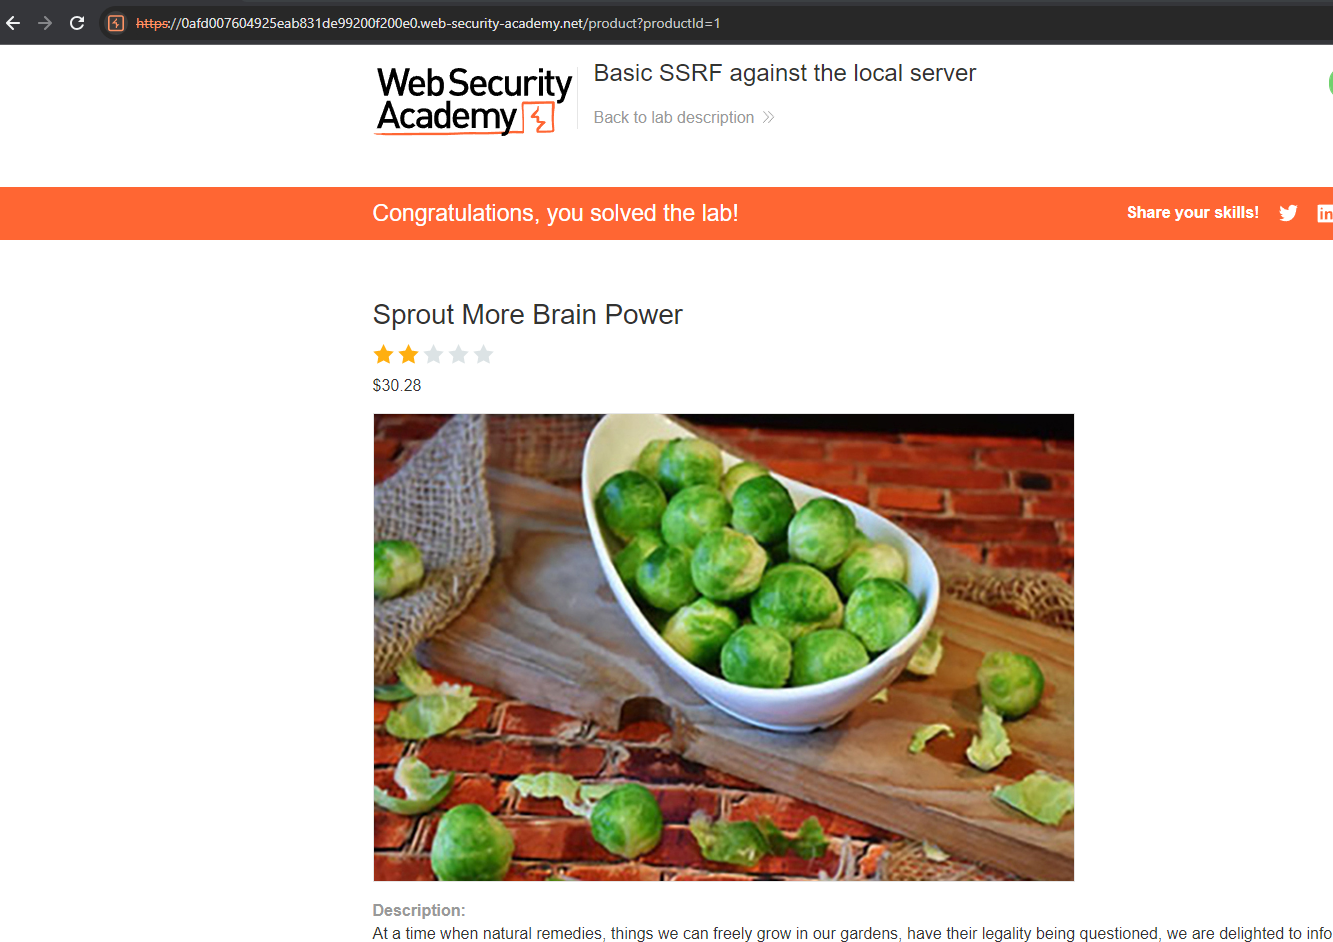 https://0afd007604925eab831de99200f200e0.web-security-academy.net/product?productId=1
Web Security
Academy
Basic SSRF against the local server
Back to lab description
Congratulations, you solved the lab!
Share your skills!
in
Sprout More Brain Power
$30.28
Description:
At a time when natural remedies, things we can freely grow in our gardens, have their legality being questioned, we are delighted to info